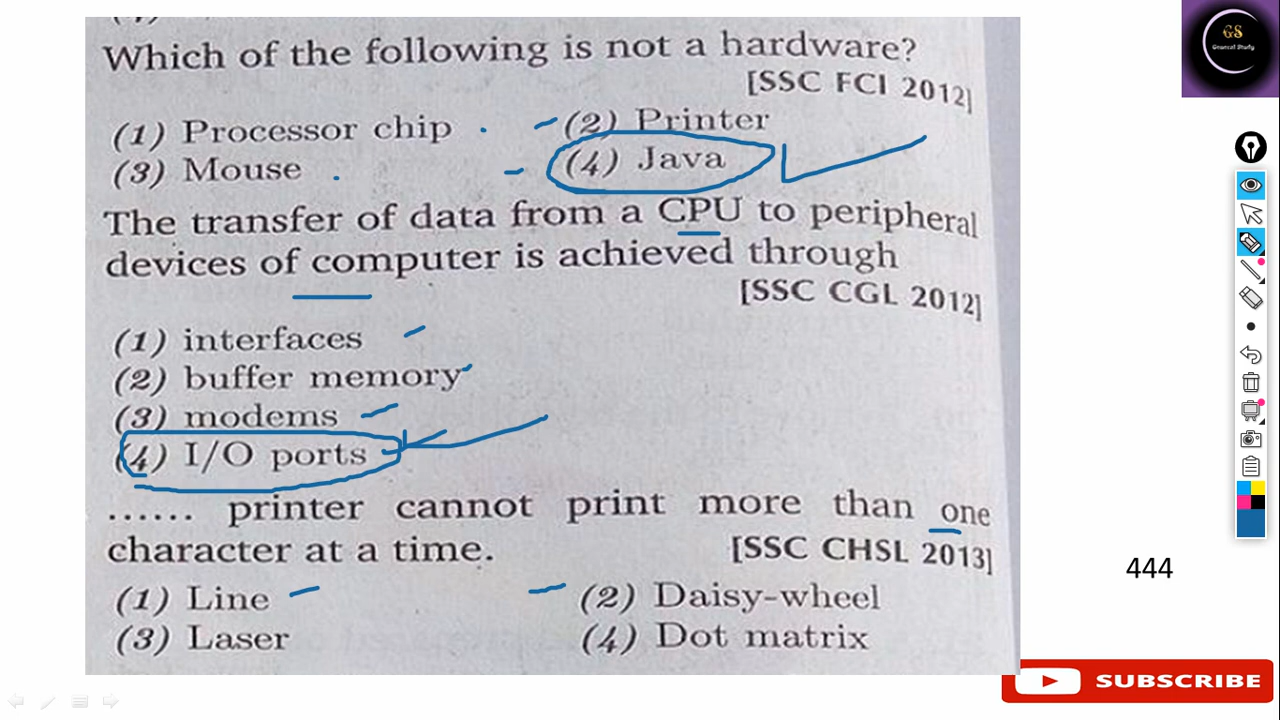 Which of the following is not a hardware?
[SSC FCI 2012]
(1) Processor chip (2) Printer
(3) Mouse (4) Java
The transfer of data from a CPU to peripheral
devices of computer is achieved through
[SSC CGL 2012]
(1) interfaces
(2) buffer memory
(3) modems
(4) I/O ports
...... printer cannot print more than one
character at a time. [SSC CHSL 2013]
(1) Line (2) Daisy-wheel
(3) Laser (4) Dot matrix
GS
General Study
444
SUBSCRIBE